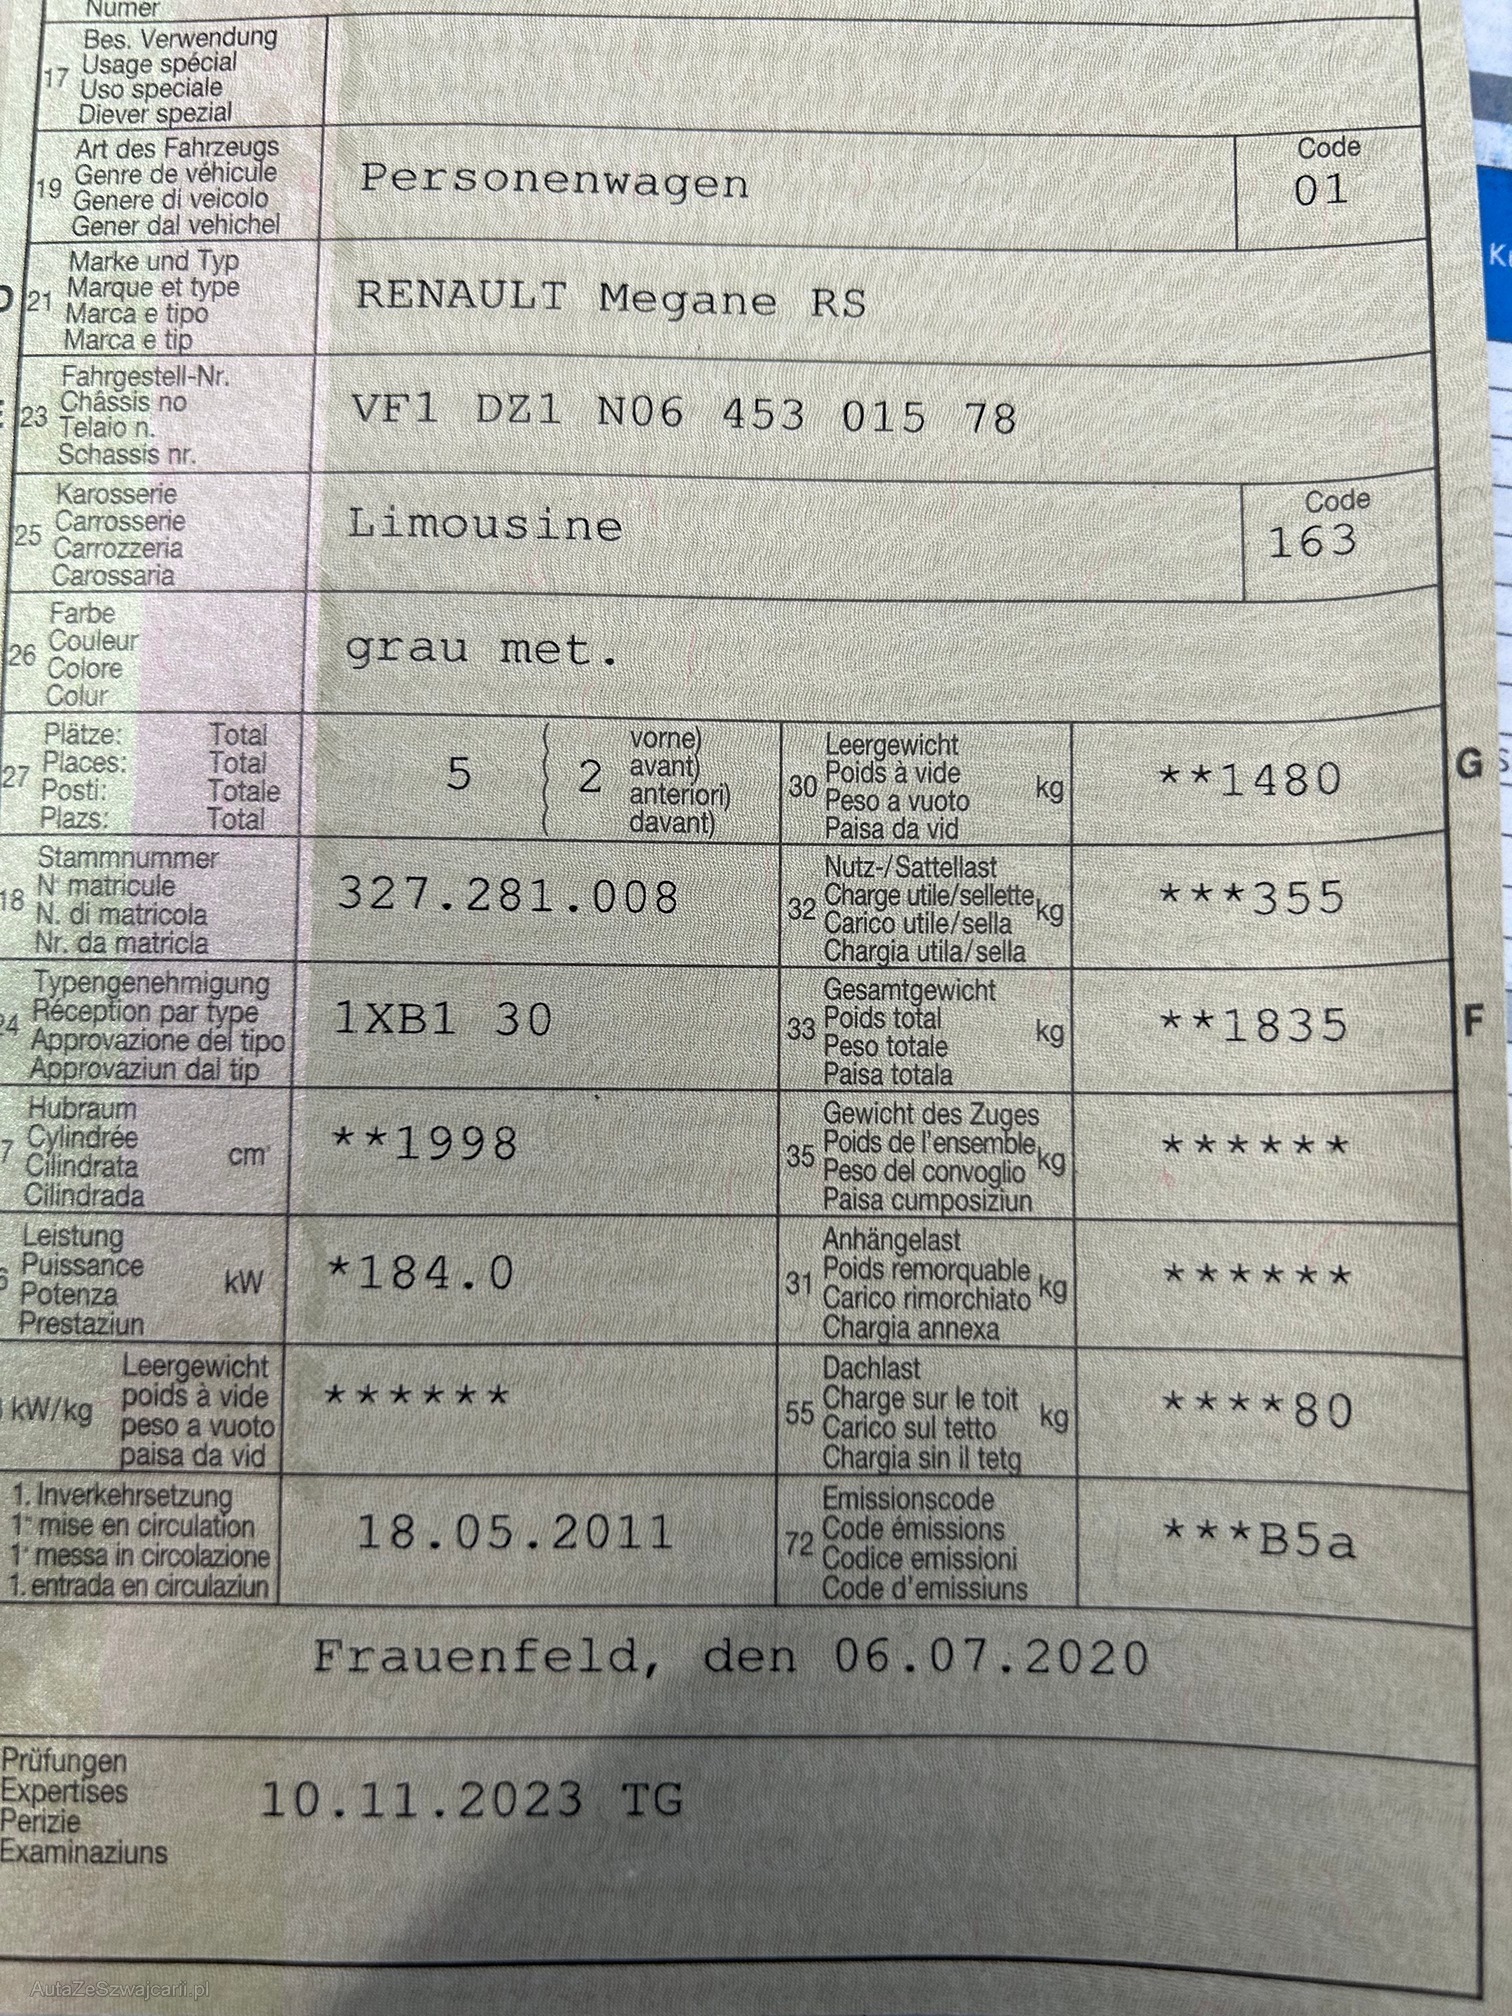 Numer
17 Bes. Verwendung
Usage spécial
Uso speciale
Diever spezial
19 Art des Fahrzeugs
Genre de véhicule
Genere di veicolo
Gener dal vehichel
Personenwagen
Code
01
21 Marke und Typ
Marque et type
Marca e tipo
Marca e tip
RENAULT Megane RS
23 Fahrgestell-Nr.
Châssis no
Telaio n.
Schassis nr.
VF1 DZ1 N06 453 015 78
25 Karosserie
Carrosserie
Carrozzeria
Carossaria
Limousine
Code
163
26 Farbe
Couleur
Colore
Colur
grau met.
27 Plätze: Total
Places: Total
Posti: Totale
Plazs: Total
5 2 vorne)
avant)
anteriori)
davant)
30 Leergewicht
Poids à vide
Peso a vuoto
Paisa da vid
kg
**1480
G
18 Stammnummer
N° matricule
N. di matricola
Nr. da matricla
327.281.008
32 Nutz-/Sattellast
Charge utile/sellette
Carico utile/sella
Chargia utila/sella
kg
***355
24 Typengenehmigung
Réception par type
Approvazione del tipo
Approvaziun dal tip
1XB1 30
33 Gesamtgewicht
Poids total
Peso totale
Paisa totala
kg
**1835
F
7 Hubraum
Cylindrée
Cilindrata
Cilindrada
cm³
**1998
35 Gewicht des Zuges
Poids de l'ensemble
Peso del convoglio
Paisa cumposiziun
kg
******
6 Leistung
Puissance
Potenza
Prestaziun
kW
*184.0
31 Anhängelast
Poids remorquable
Carico rimorchiato
Chargia annexa
kg
******
kW/kg
Leergewicht
poids à vide
peso a vuoto
paisa da vid
******
55 Dachlast
Charge sur le toit
Carico sul tetto
Chargia sin il tetg
kg
****80
1. Inverkehrsetzung
1re mise en circulation
1a messa in circolazione
1. entrada en circulaziun
18.05.2011
72 Emissionscode
Code émissions
Codice emissioni
Code d'emissiuns
***B5a
Frauenfeld, den 06.07.2020
Prüfungen
Expertises
Perizie
Examinaziuns
10.11.2023 TG
AutaZeSzwajcarii.pl